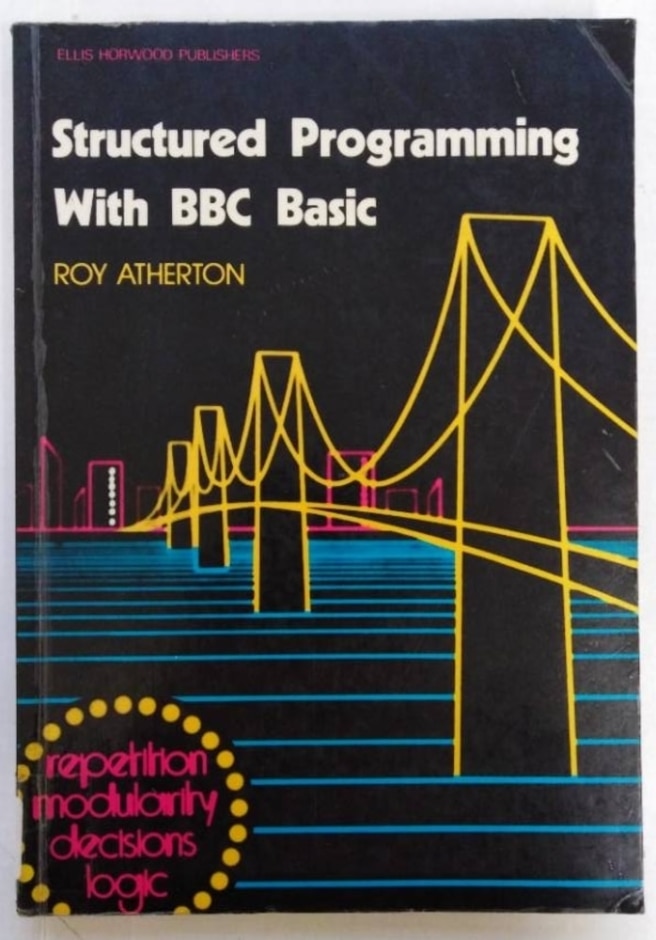 ELLIS HORWOOD PUBLISHERS
Structured Programming
With BBC Basic
ROY ATHERTON
repetition
modularity
decisions
logic